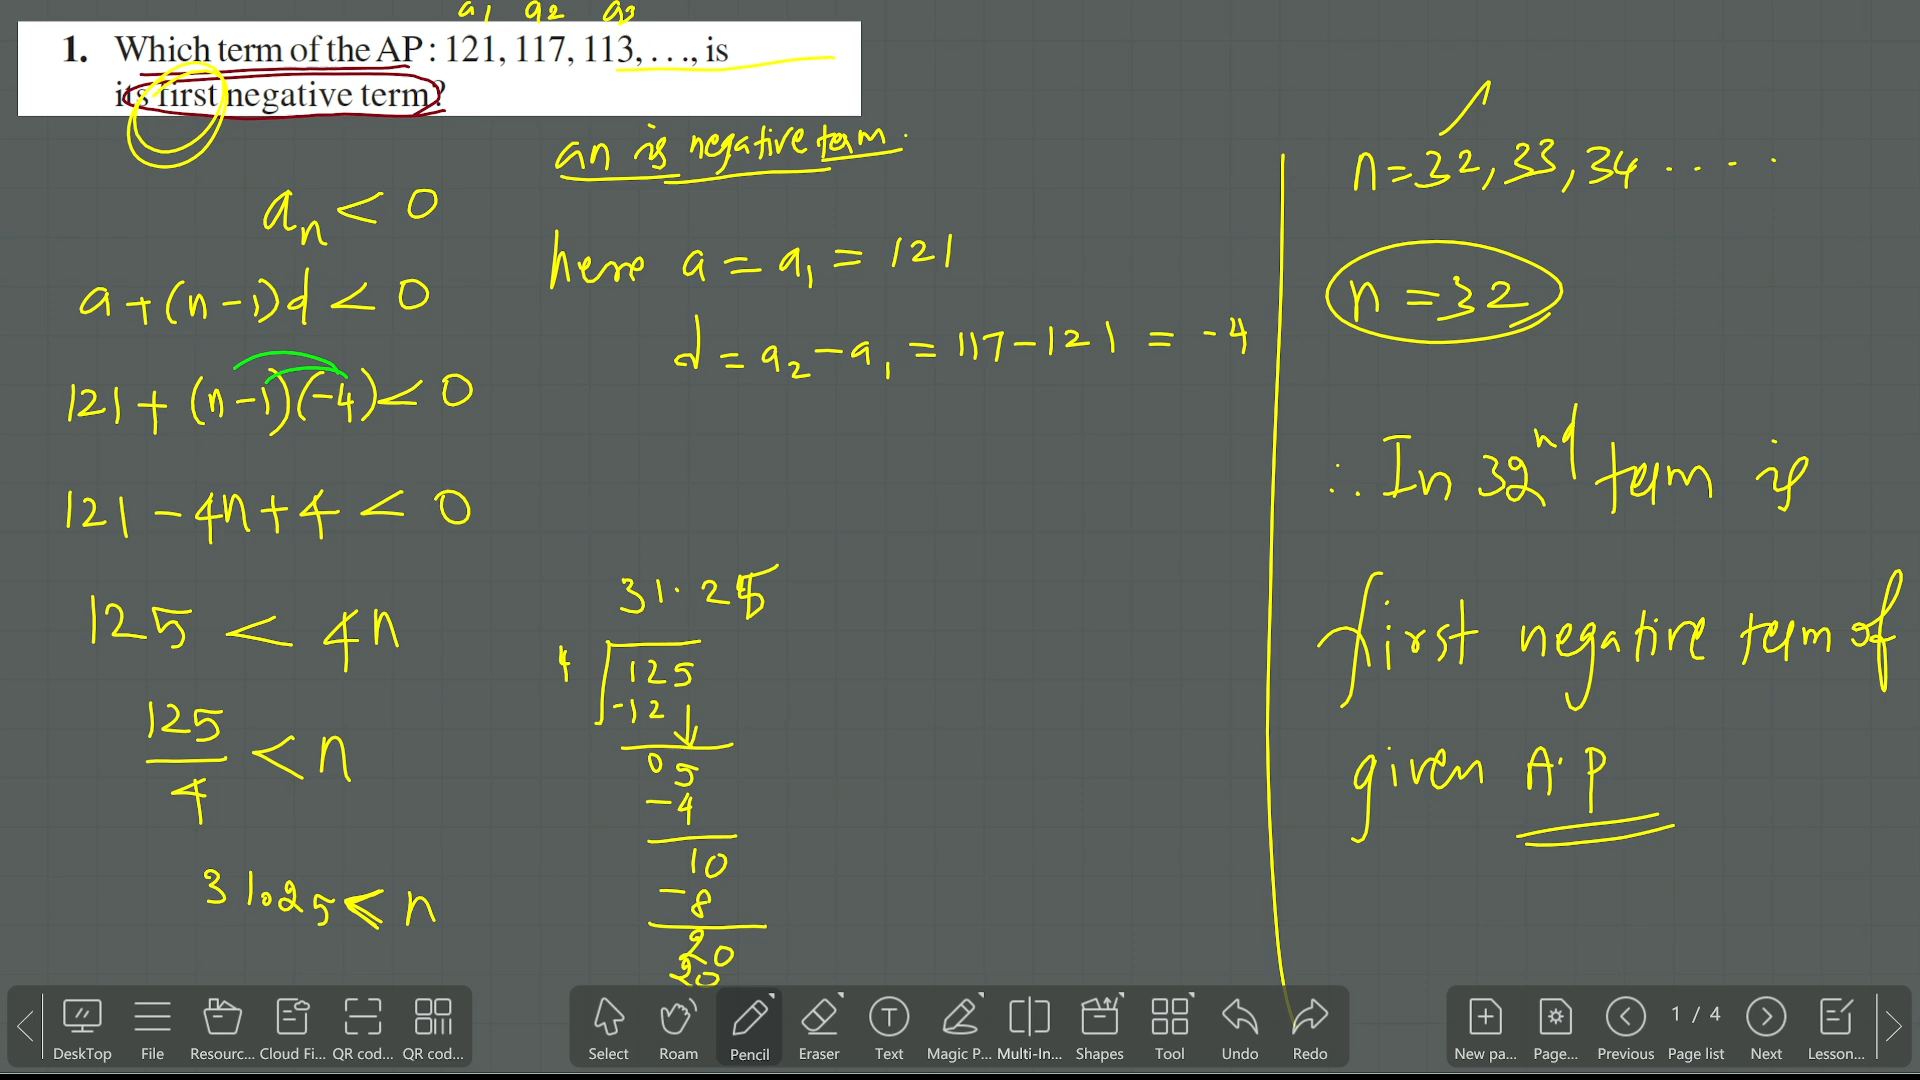 a1 a2 a3
1. Which term of the AP : 121, 117, 113, . . ., is
its first negative term?
an is negative term.
an < 0
here a = a1 = 121
a + (n - 1)d < 0
d = a2 - a1 = 117 - 121 = -4
121 + (n - 1)(-4) < 0
121 - 4n + 4 < 0
125 < 4n
125
4
< n
31.25 < n
31.25
4
125
-12
05
-4
10
-8
20
20
n = 32, 33, 34 .....
n = 32
∴ In 32nd term is
first negative term of
given A.P
DeskTop
File
Resourc...
Cloud Fi...
QR cod...
QR cod...
Select
Roam
Pencil
Eraser
Text
Magic P...
Multi-In...
Shapes
Tool
Undo
Redo
New pa...
Page...
Previous
1 / 4
Page list
Next
Lesson...